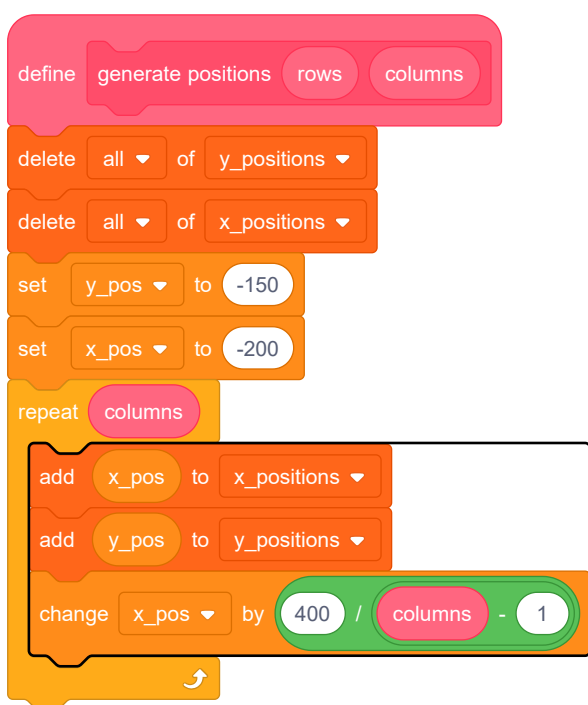 define generate positions rows columns
delete all of y_positions
delete all of x_positions
set y_pos to -150
set x_pos to -200
repeat columns
add x_pos to x_positions
add y_pos to y_positions
change x_pos by 400 / columns - 1